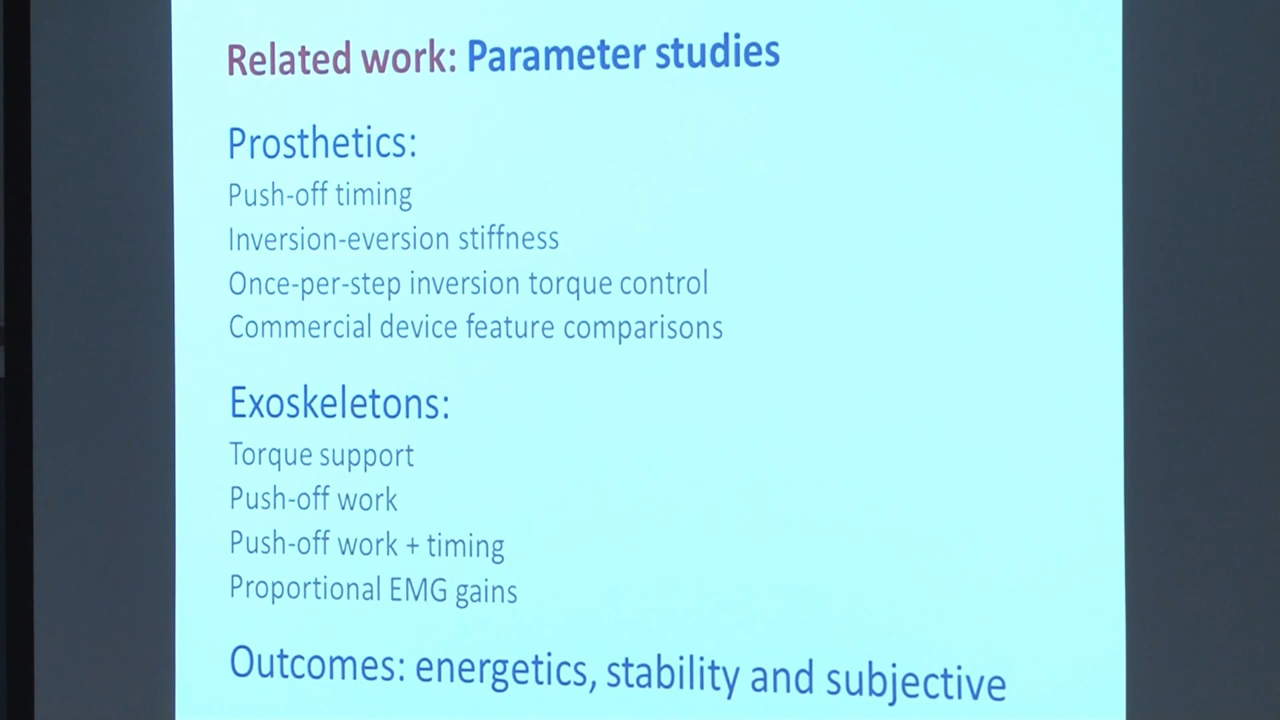 Related work: Parameter studies
Prosthetics:
Push-off timing
Inversion-eversion stiffness
Once-per-step inversion torque control
Commercial device feature comparisons
Exoskeletons:
Torque support
Push-off work
Push-off work + timing
Proportional EMG gains
Outcomes: energetics, stability and subjective